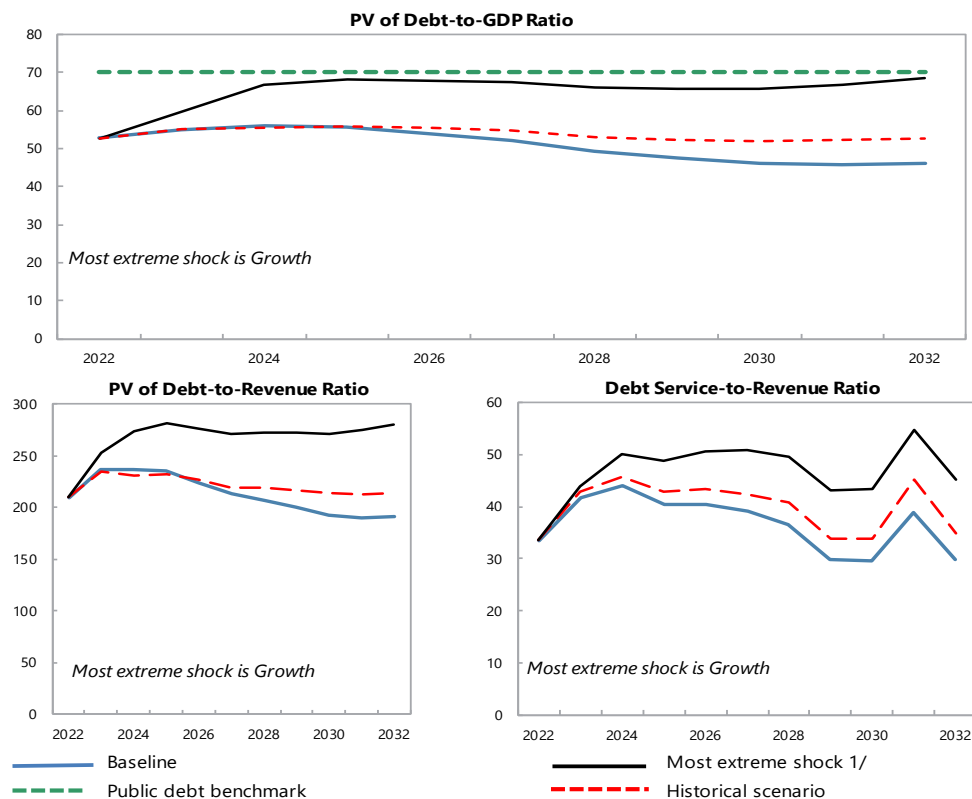 PV of Debt-to-GDP Ratio
80
70
60
50
40
30
20
10
0
Most extreme shock is Growth
2022 2024 2026 2028 2030 2032
PV of Debt-to-Revenue Ratio
300
250
200
150
100
50
0
Most extreme shock is Growth
2022 2024 2026 2028 2030 2032
Debt Service-to-Revenue Ratio
60
50
40
30
20
10
0
Most extreme shock is Growth
2022 2024 2026 2028 2030 2032
Baseline
Most extreme shock 1/
Public debt benchmark
Historical scenario